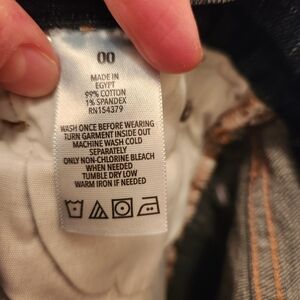 00
MADE IN
EGYPT
99% COTTON
1% SPANDEX
RN154379
WASH ONCE BEFORE WEARING
TURN GARMENT INSIDE OUT
MACHINE WASH COLD
SEPARATELY
ONLY NON-CHLORINE BLEACH
WHEN NEEDED
TUMBLE DRY LOW
WARM IRON IF NEEDED